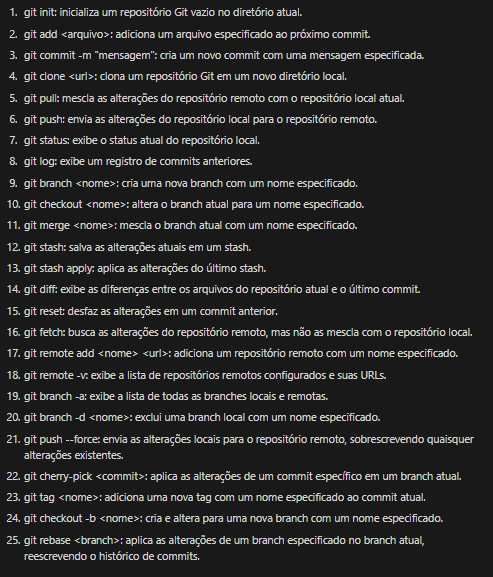 1. git init: inicializa um repositório Git vazio no diretório atual.
2. git add <arquivo>: adiciona um arquivo especificado ao próximo commit.
3. git commit -m "mensagem": cria um novo commit com uma mensagem especificada.
4. git clone <url>: clona um repositório Git em um novo diretório local.
5. git pull: mescla as alterações do repositório remoto com o repositório local atual.
6. git push: envia as alterações do repositório local para o repositório remoto.
7. git status: exibe o status atual do repositório local.
8. git log: exibe um registro de commits anteriores.
9. git branch <nome>: cria uma nova branch com um nome especificado.
10. git checkout <nome>: altera o branch atual para um nome especificado.
11. git merge <nome>: mescla o branch atual com um nome especificado.
12. git stash: salva as alterações atuais em um stash.
13. git stash apply: aplica as alterações do último stash.
14. git diff: exibe as diferenças entre os arquivos do repositório atual e o último commit.
15. git reset: desfaz as alterações em um commit anterior.
16. git fetch: busca as alterações do repositório remoto, mas não as mescla com o repositório local.
17. git remote add <nome> <url>: adiciona um repositório remoto com um nome especificado.
18. git remote -v: exibe a lista de repositórios remotos configurados e suas URLs.
19. git branch -a: exibe a lista de todas as branches locais e remotas.
20. git branch -d <nome>: exclui uma branch local com um nome especificado.
21. git push --force: envia as alterações locais para o repositório remoto, sobrescrevendo quaisquer
alterações existentes.
22. git cherry-pick <commit>: aplica as alterações de um commit específico em um branch atual.
23. git tag <nome>: adiciona uma nova tag com um nome especificado ao commit atual.
24. git checkout -b <nome>: cria e altera para uma nova branch com um nome especificado.
25. git rebase <branch>: aplica as alterações de um branch especificado no branch atual,
reescrevendo o histórico de commits.